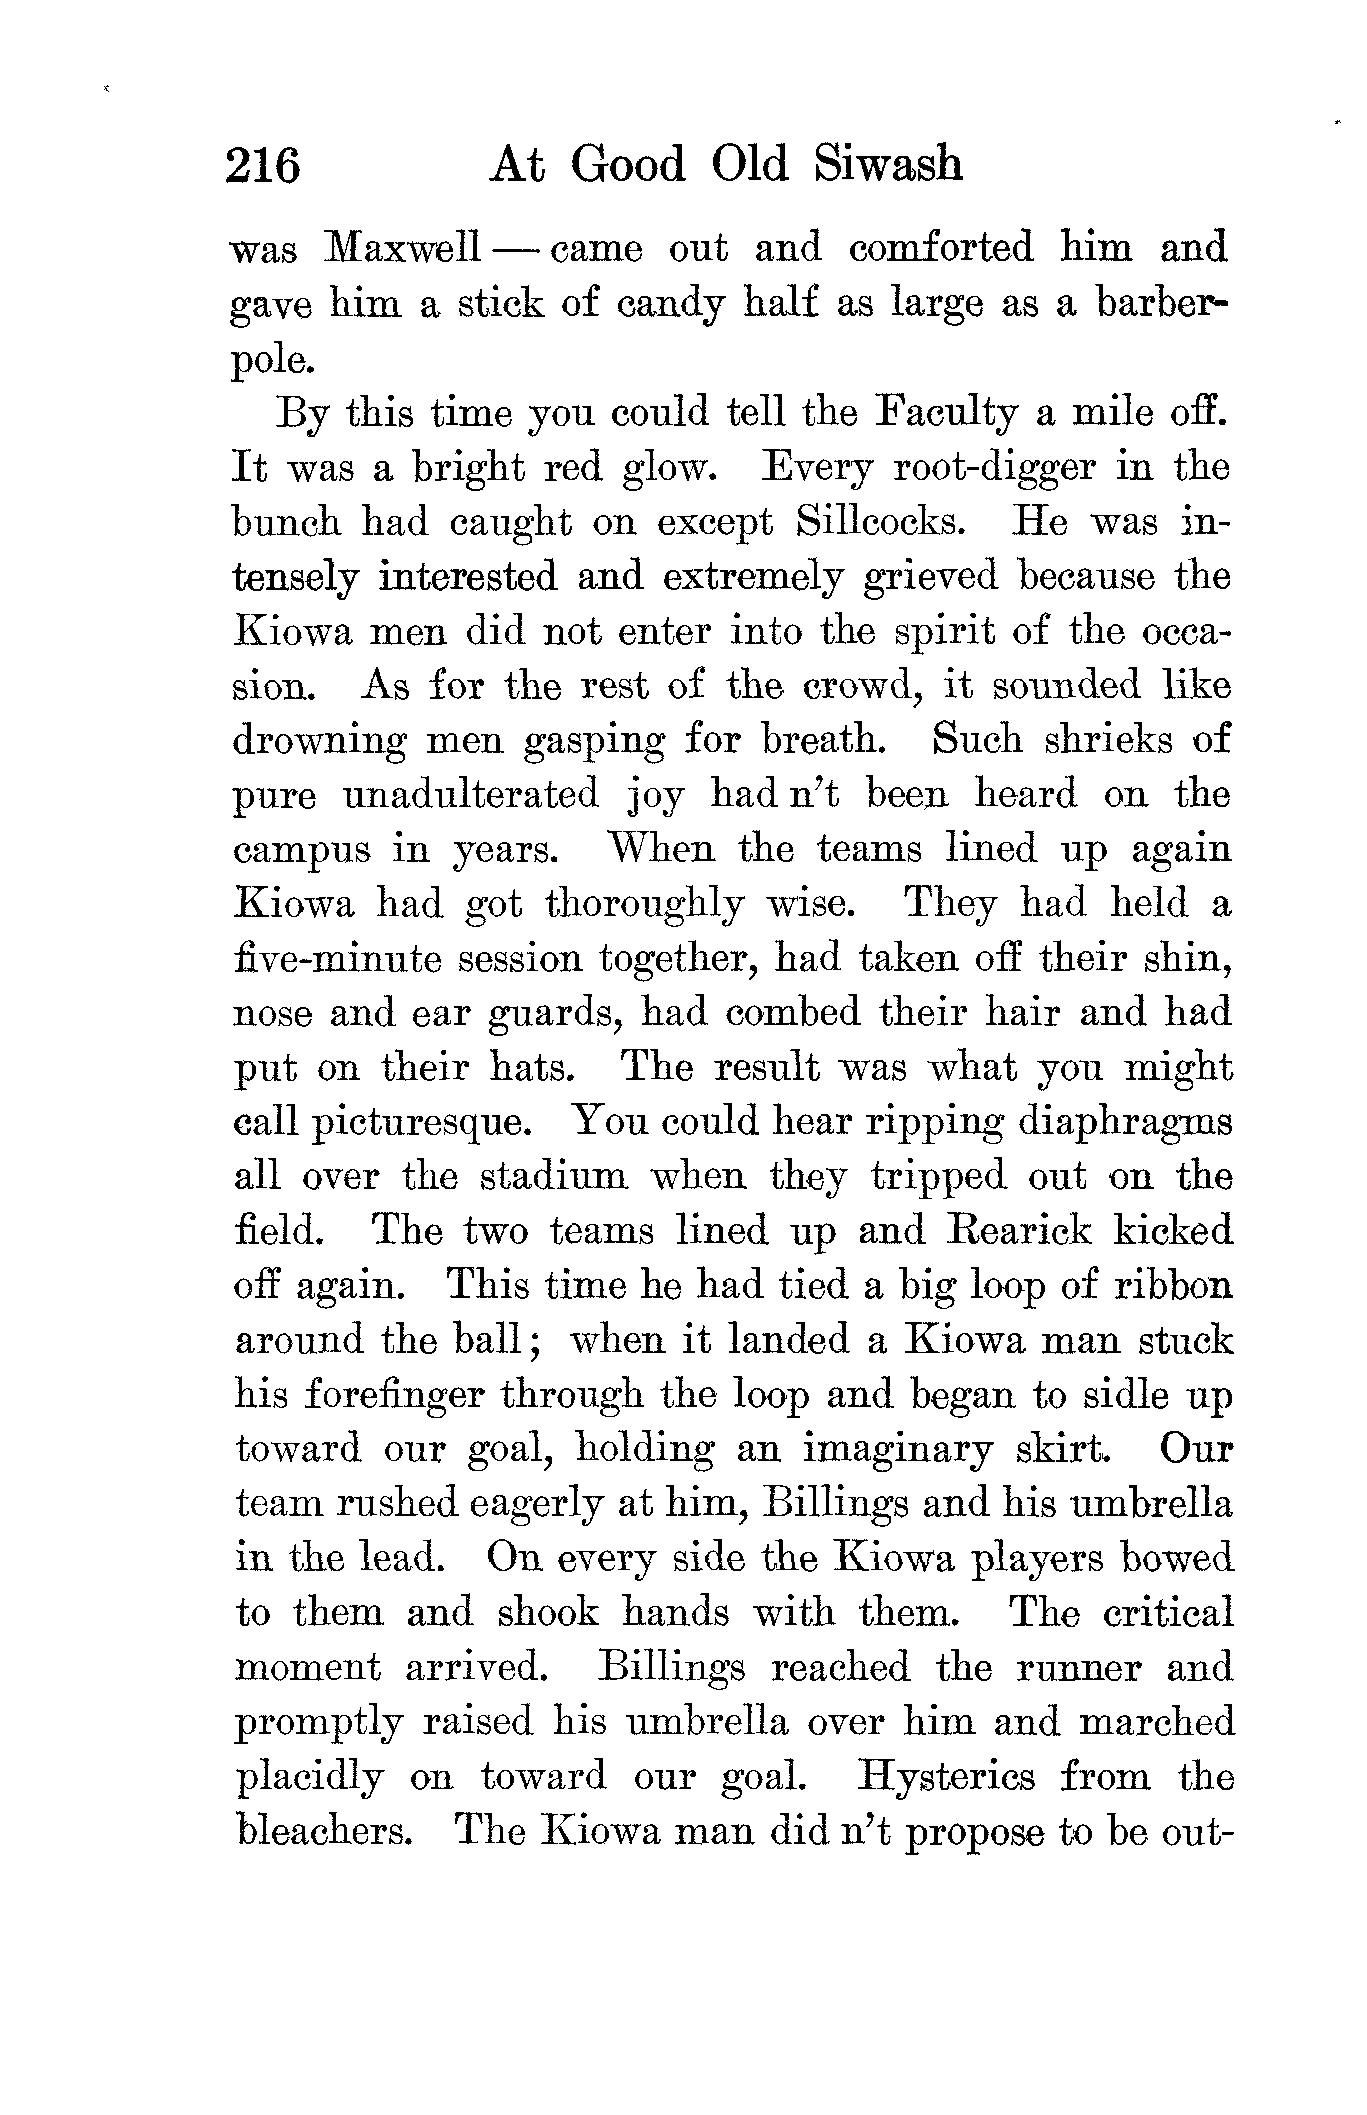 216 At Good Old Siwash
was Maxwell — came out and comforted him and
gave him a stick of candy half as large as a barber-
pole.
By this time you could tell the Faculty a mile off.
It was a bright red glow. Every root-digger in the
bunch had caught on except Sillcocks. He was in-
tensely interested and extremely grieved because the
Kiowa men did not enter into the spirit of the occa-
sion. As for the rest of the crowd, it sounded like
drowning men gasping for breath. Such shrieks of
pure unadulterated joy had n't been heard on the
campus in years. When the teams lined up again
Kiowa had got thoroughly wise. They had held a
five-minute session together, had taken off their shin,
nose and ear guards, had combed their hair and had
put on their hats. The result was what you might
call picturesque. You could hear ripping diaphragms
all over the stadium when they tripped out on the
field. The two teams lined up and Rearick kicked
off again. This time he had tied a big loop of ribbon
around the ball; when it landed a Kiowa man stuck
his forefinger through the loop and began to sidle up
toward our goal, holding an imaginary skirt. Our
team rushed eagerly at him, Billings and his umbrella
in the lead. On every side the Kiowa players bowed
to them and shook hands with them. The critical
moment arrived. Billings reached the runner and
promptly raised his umbrella over him and marched
placidly on toward our goal. Hysterics from the
bleachers. The Kiowa man did n't propose to be out-